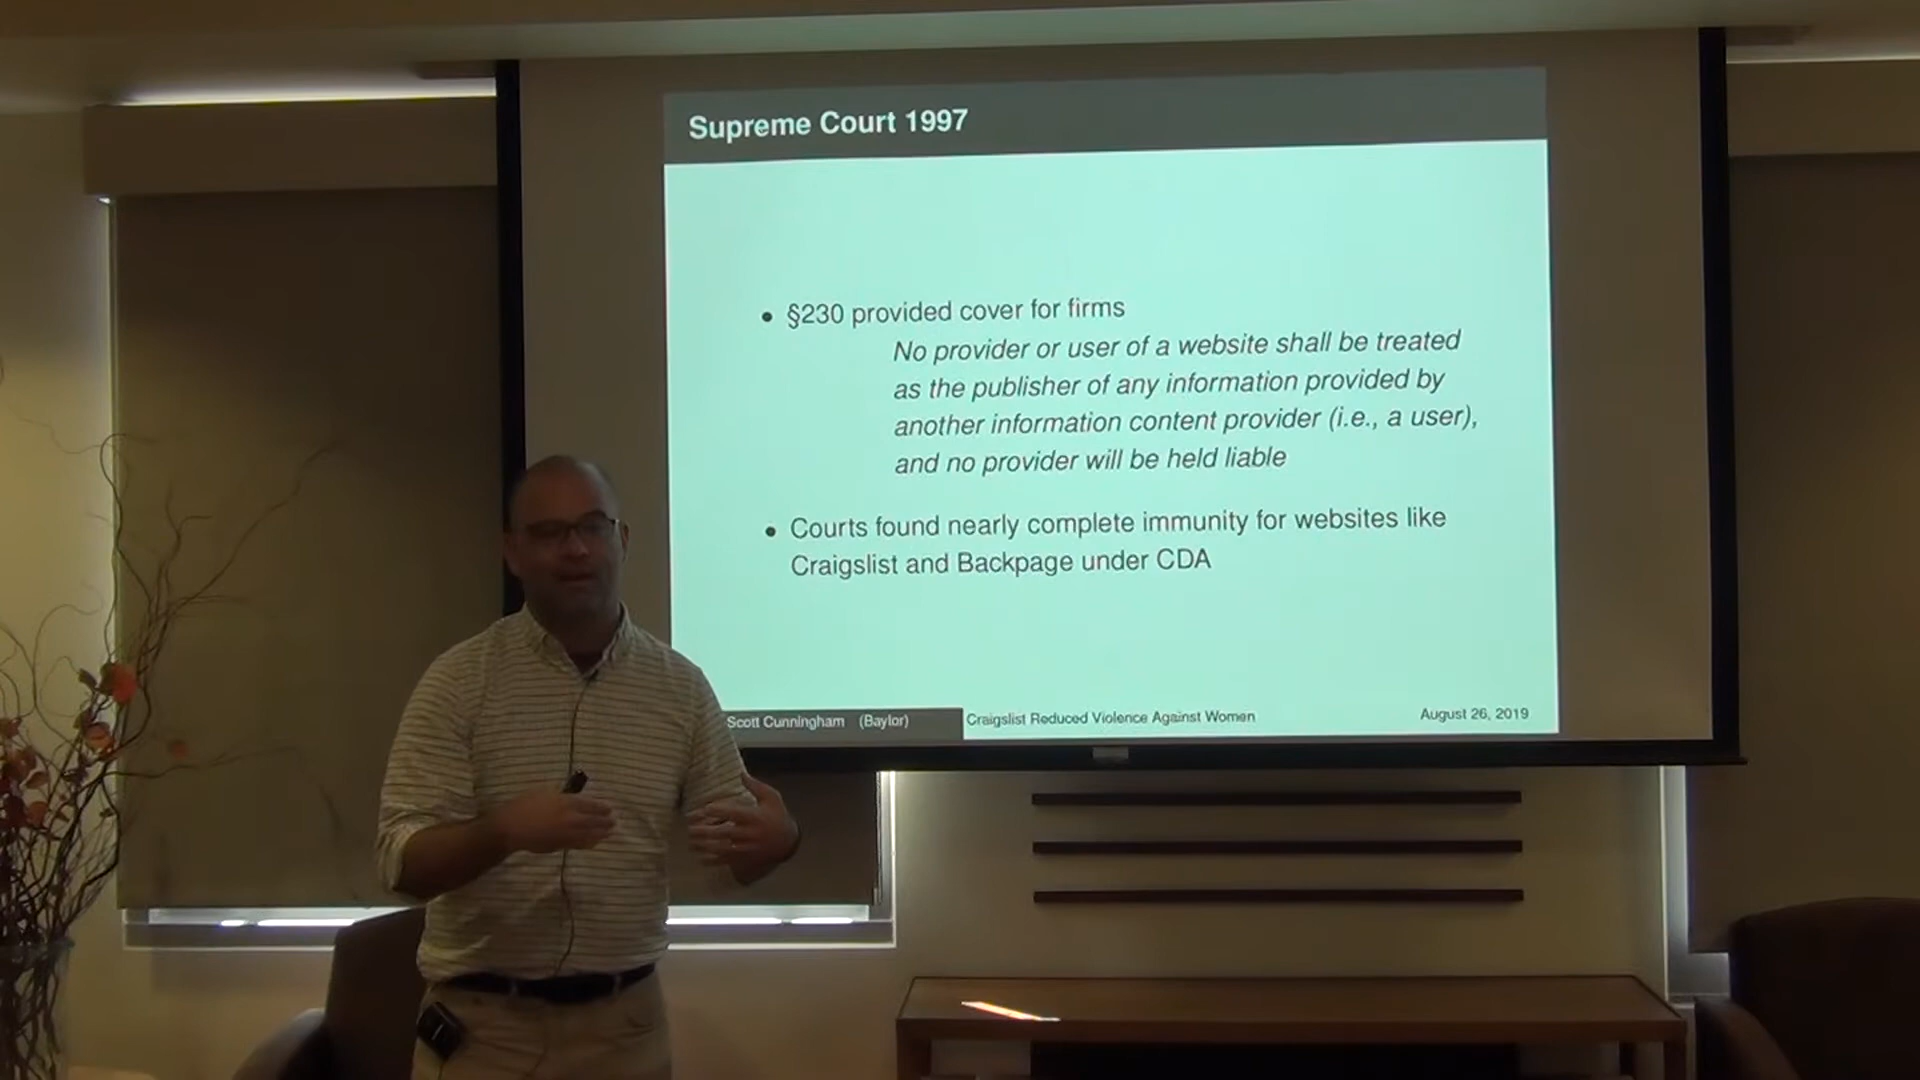 Supreme Court 1997
• §230 provided cover for firms
No provider or user of a website shall be treated
as the publisher of any information provided by
another information content provider (i.e., a user),
and no provider will be held liable
• Courts found nearly complete immunity for websites like
Craigslist and Backpage under CDA
Scott Cunningham (Baylor) Craigslist Reduced Violence Against Women August 26, 2019